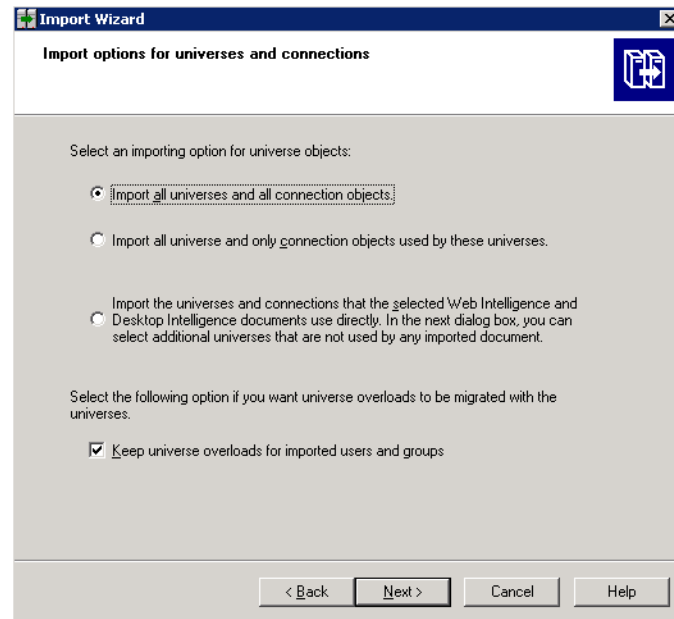 Import Wizard
Import options for universes and connections
Select an importing option for universe objects:
Import all universes and all connection objects.
Import all universe and only connection objects used by these universes.
Import the universes and connections that the selected Web Intelligence and
Desktop Intelligence documents use directly. In the next dialog box, you can
select additional universes that are not used by any imported document.
Select the following option if you want universe overloads to be migrated with the
universes.
Keep universe overloads for imported users and groups
< Back
Next >
Cancel
Help